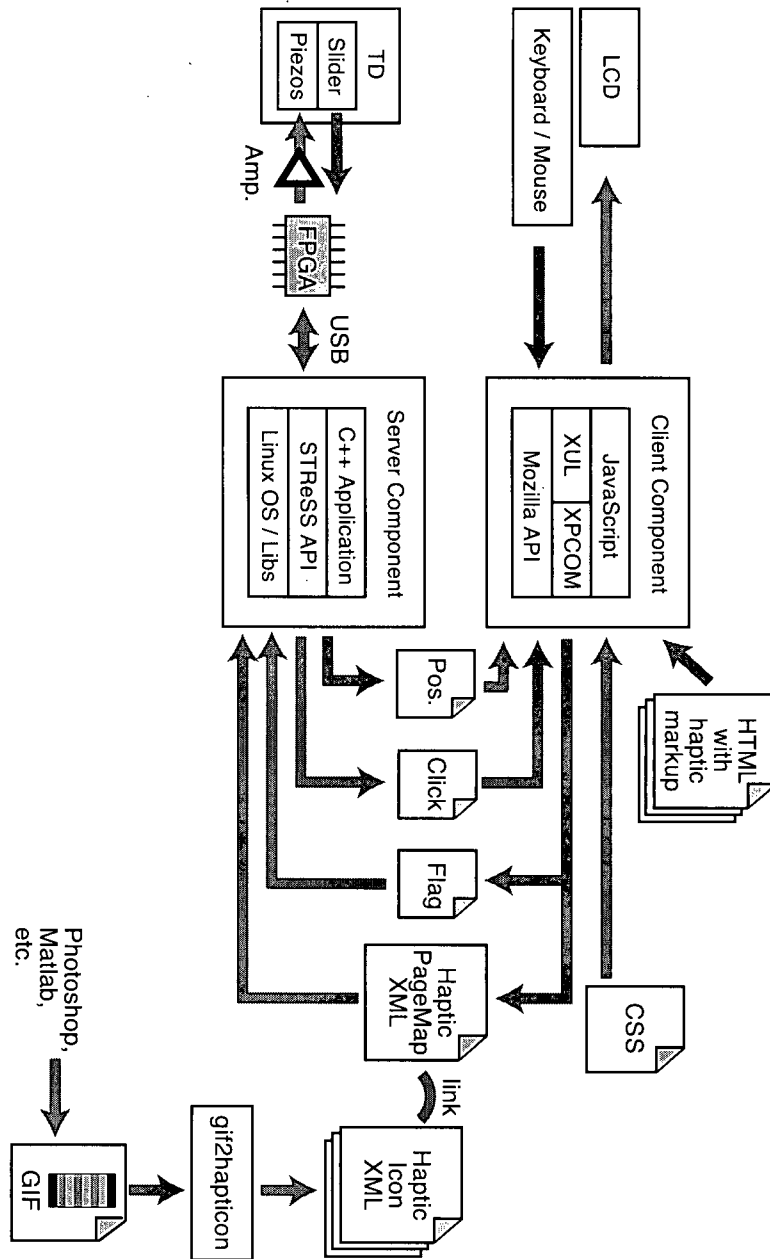 LCD
Keyboard / Mouse
TD
Slider
Piezos
Amp.
FPGA
USB
Client Component
JavaScript
XUL
XPCOM
Mozilla API
Server Component
C++ Application
STReSS API
Linux OS / Libs
HTML
with
haptic
markup
CSS
Pos.
Click
Flag
Haptic
PageMap
XML
link
Haptic
Icon
XML
gif2hapticon
GIF
Photoshop,
Matlab,
etc.